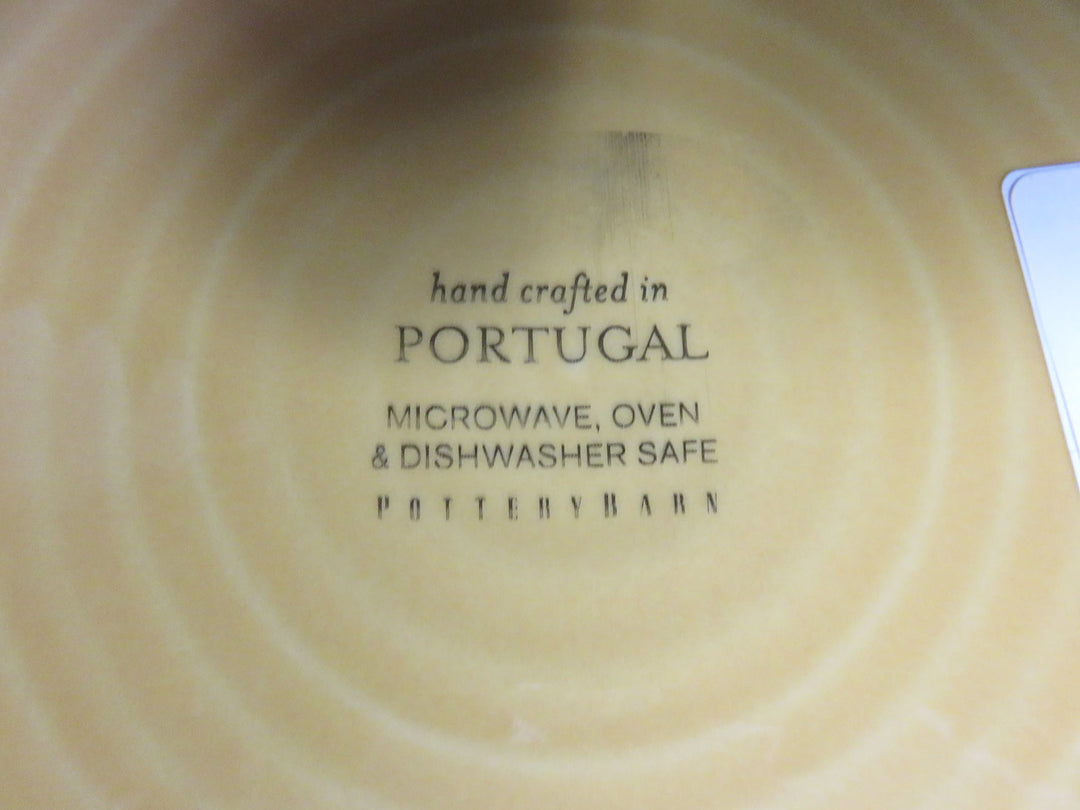 hand crafted in
PORTUGAL
MICROWAVE, OVEN
& DISHWASHER SAFE
POTTERYBARN